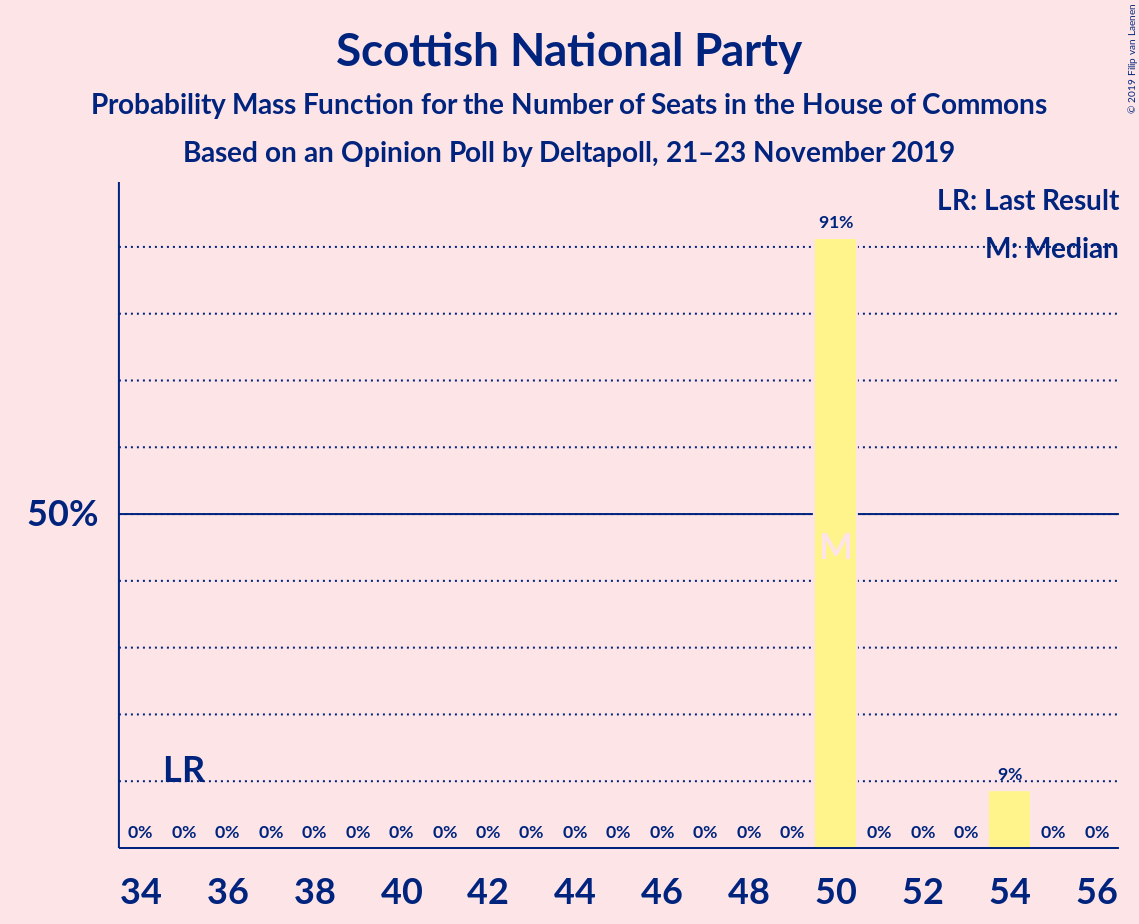 Scottish National Party
Probability Mass Function for the Number of Seats in the House of Commons
Based on an Opinion Poll by Deltapoll, 21–23 November 2019
© 2019 Filip van Laenen
LR: Last Result
M: Median
91%
50%
M
LR
9%
0% 0% 0% 0% 0% 0% 0% 0% 0% 0% 0% 0% 0% 0% 0% 0% 0% 0% 0% 0% 0%
34 36 38 40 42 44 46 48 50 52 54 56